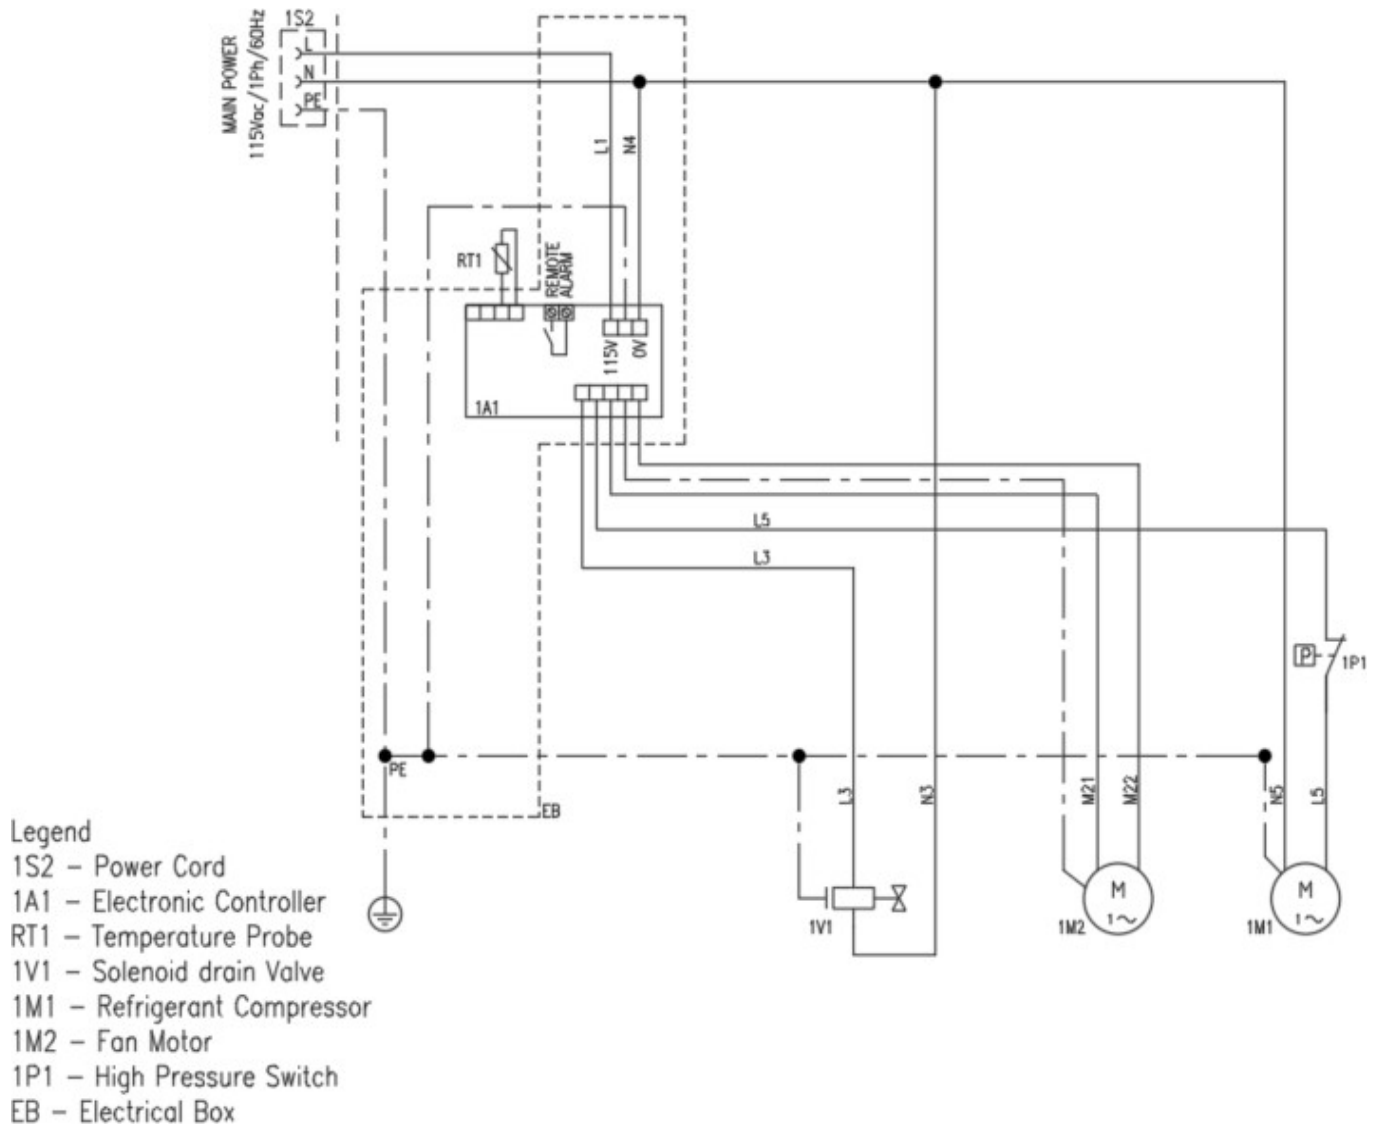 1S2
MAIN POWER
115Vac/1Ph/60Hz
L
N
PE
L1
N4
RT1
REMOTE
ALARM
115V
0V
1A1
L5
L3
P
1P1
PE
L3
N3
M21
M22
N5
L5
EB
M
1~
1M2
M
1~
1M1
1V1
Legend
1S2 – Power Cord
1A1 – Electronic Controller
RT1 – Temperature Probe
1V1 – Solenoid drain Valve
1M1 – Refrigerant Compressor
1M2 – Fan Motor
1P1 – High Pressure Switch
EB – Electrical Box